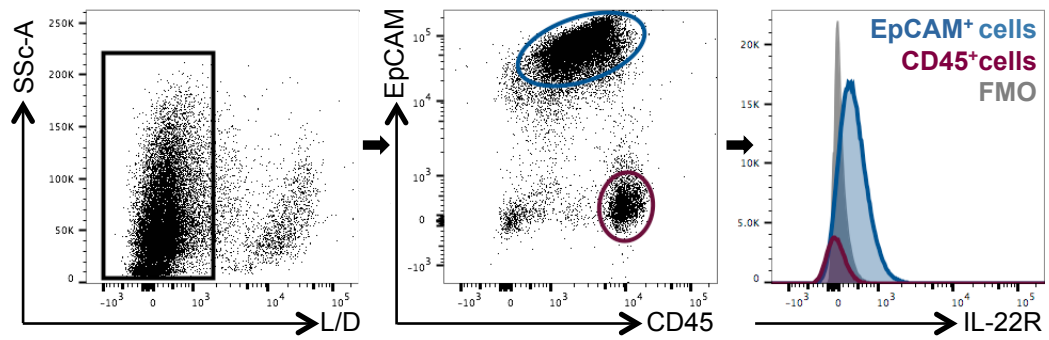 SSc-A
250K
200K
150K
100K
50K
0
-10³
0
10³
10⁴
10⁵
L/D
EpCAM
10⁵
10⁴
10³
0
-10³
0
10³
10⁴
10⁵
CD45
EpCAM⁺ cells
CD45⁺cells
FMO
20K
15K
10K
5.0K
0
-10³
0
10³
10⁴
10⁵
IL-22R